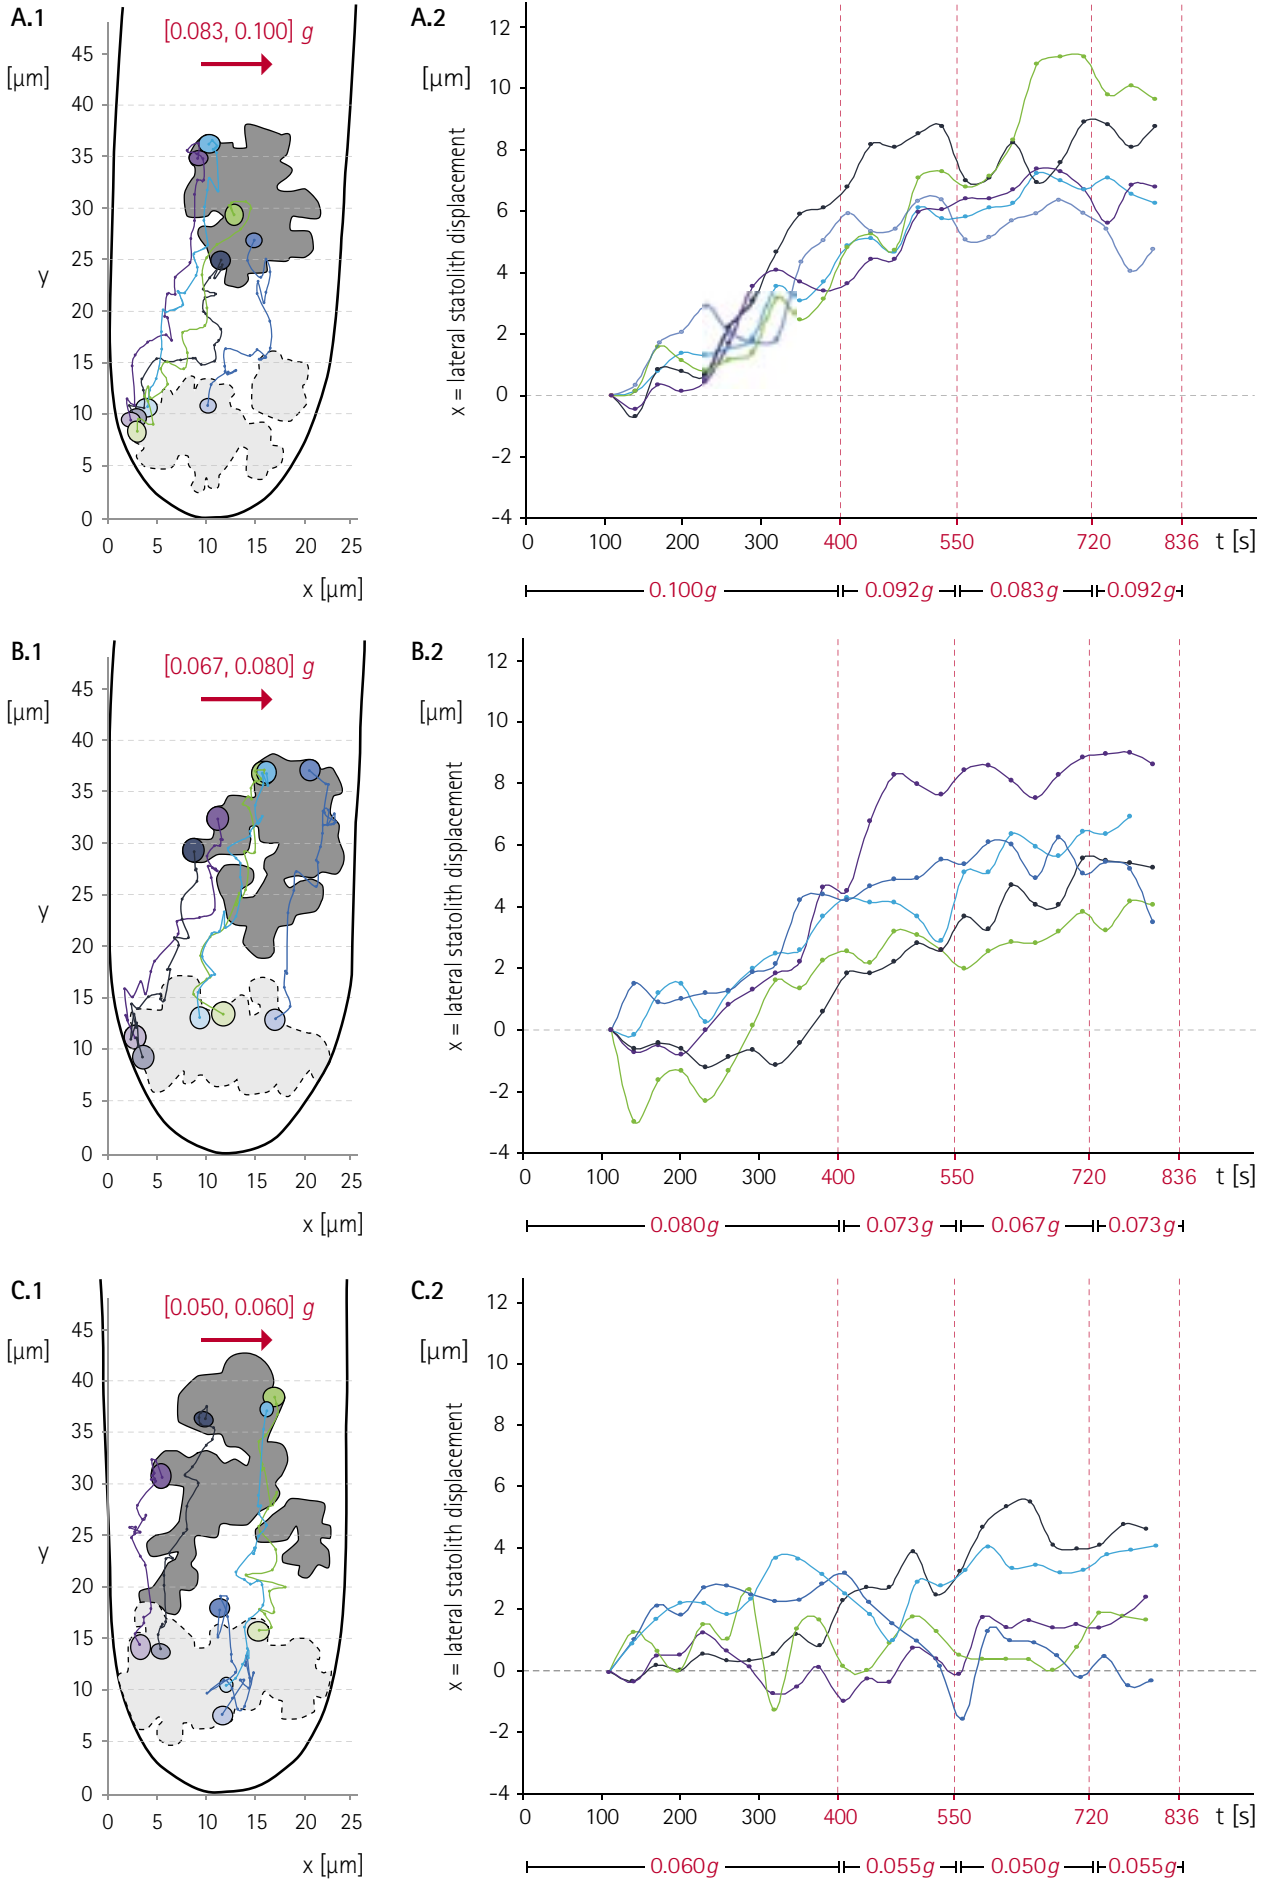 A.1
[0.083, 0.100] g
[µm]
45
40
35
30
25
20
15
10
5
0
y
0 5 10 15 20 25
x [µm]
A.2
[µm]
x = lateral statolith displacement
12
10
8
6
4
2
0
-2
-4
0 100 200 300 400 550 720 836 t [s]
0.100g 0.092g 0.083g 0.092g
B.1
[0.067, 0.080] g
[µm]
45
40
35
30
25
20
15
10
5
0
y
0 5 10 15 20 25
x [µm]
B.2
[µm]
x = lateral statolith displacement
12
10
8
6
4
2
0
-2
-4
0 100 200 300 400 550 720 836 t [s]
0.080g 0.073g 0.067g 0.073g
C.1
[0.050, 0.060] g
[µm]
45
40
35
30
25
20
15
10
5
0
y
0 5 10 15 20 25
x [µm]
C.2
[µm]
x = lateral statolith displacement
12
10
8
6
4
2
0
-2
-4
0 100 200 300 400 550 720 836 t [s]
0.060g 0.055g 0.050g 0.055g